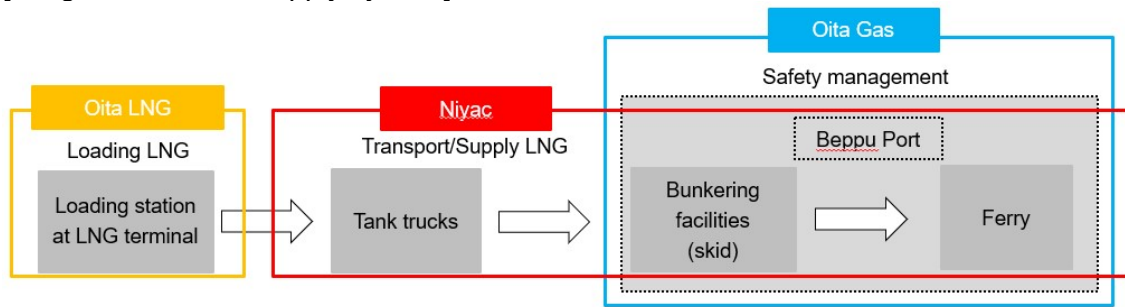 Oita Gas
Safety management
Oita LNG
Niyac
Loading LNG
Transport/Supply LNG
Beppu Port
Loading station
at LNG terminal
Tank trucks
Bunkering
facilities
(skid)
Ferry